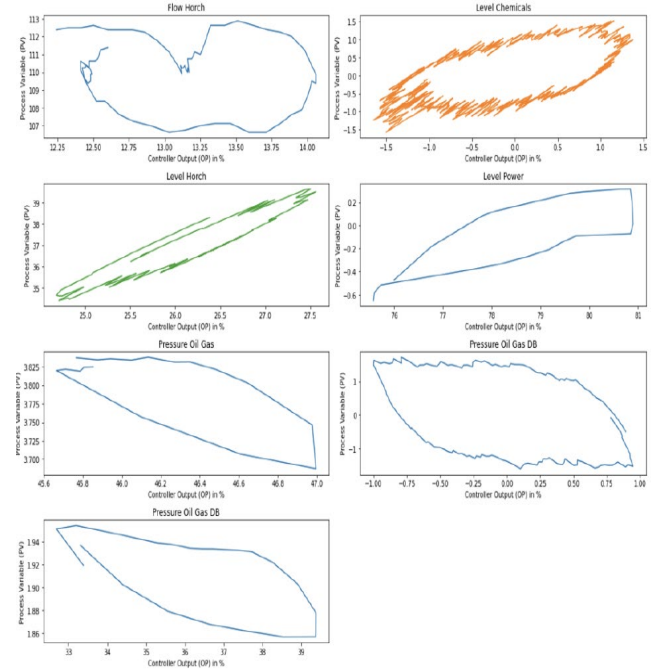 Flow Horch
Process Variable (PV)
113
112
111
110
109
108
107
12.25 12.50 12.75 13.00 13.25 13.50 13.75 14.00
Controller Output (OP) in %
Level Chemicals
Process Variable (PV)
1.5
1.0
0.5
0.0
-0.5
-1.0
-1.5
-1.5 -1.0 -0.5 0.0 0.5 1.0 1.5
Controller Output (OP) in %
Level Horch
Process Variable (PV)
39
38
37
36
35
25.0 25.5 26.0 26.5 27.0 27.5
Controller Output (OP) in %
Level Power
Process Variable (PV)
0.2
0.0
-0.4
-0.6
76 77 78 79 80 81
Controller Output (OP) in %
Pressure Oil Gas
Process Variable (PV)
3.825
3.800
3.775
3.750
3.725
3.700
45.6 45.8 46.0 46.2 46.4 46.6 46.8 47.0
Controller Output (OP) in %
Pressure Oil Gas DB
Process Variable (PV)
1
0
-1
-1.00 -0.75 -0.50 -0.25 0.00 0.25 0.50 0.75 1.00
Controller Output (OP) in %
Pressure Oil Gas DB
Process Variable (PV)
1.94
1.92
1.90
1.88
1.86
33 34 35 36 37 38 39
Controller Output (OP) in %